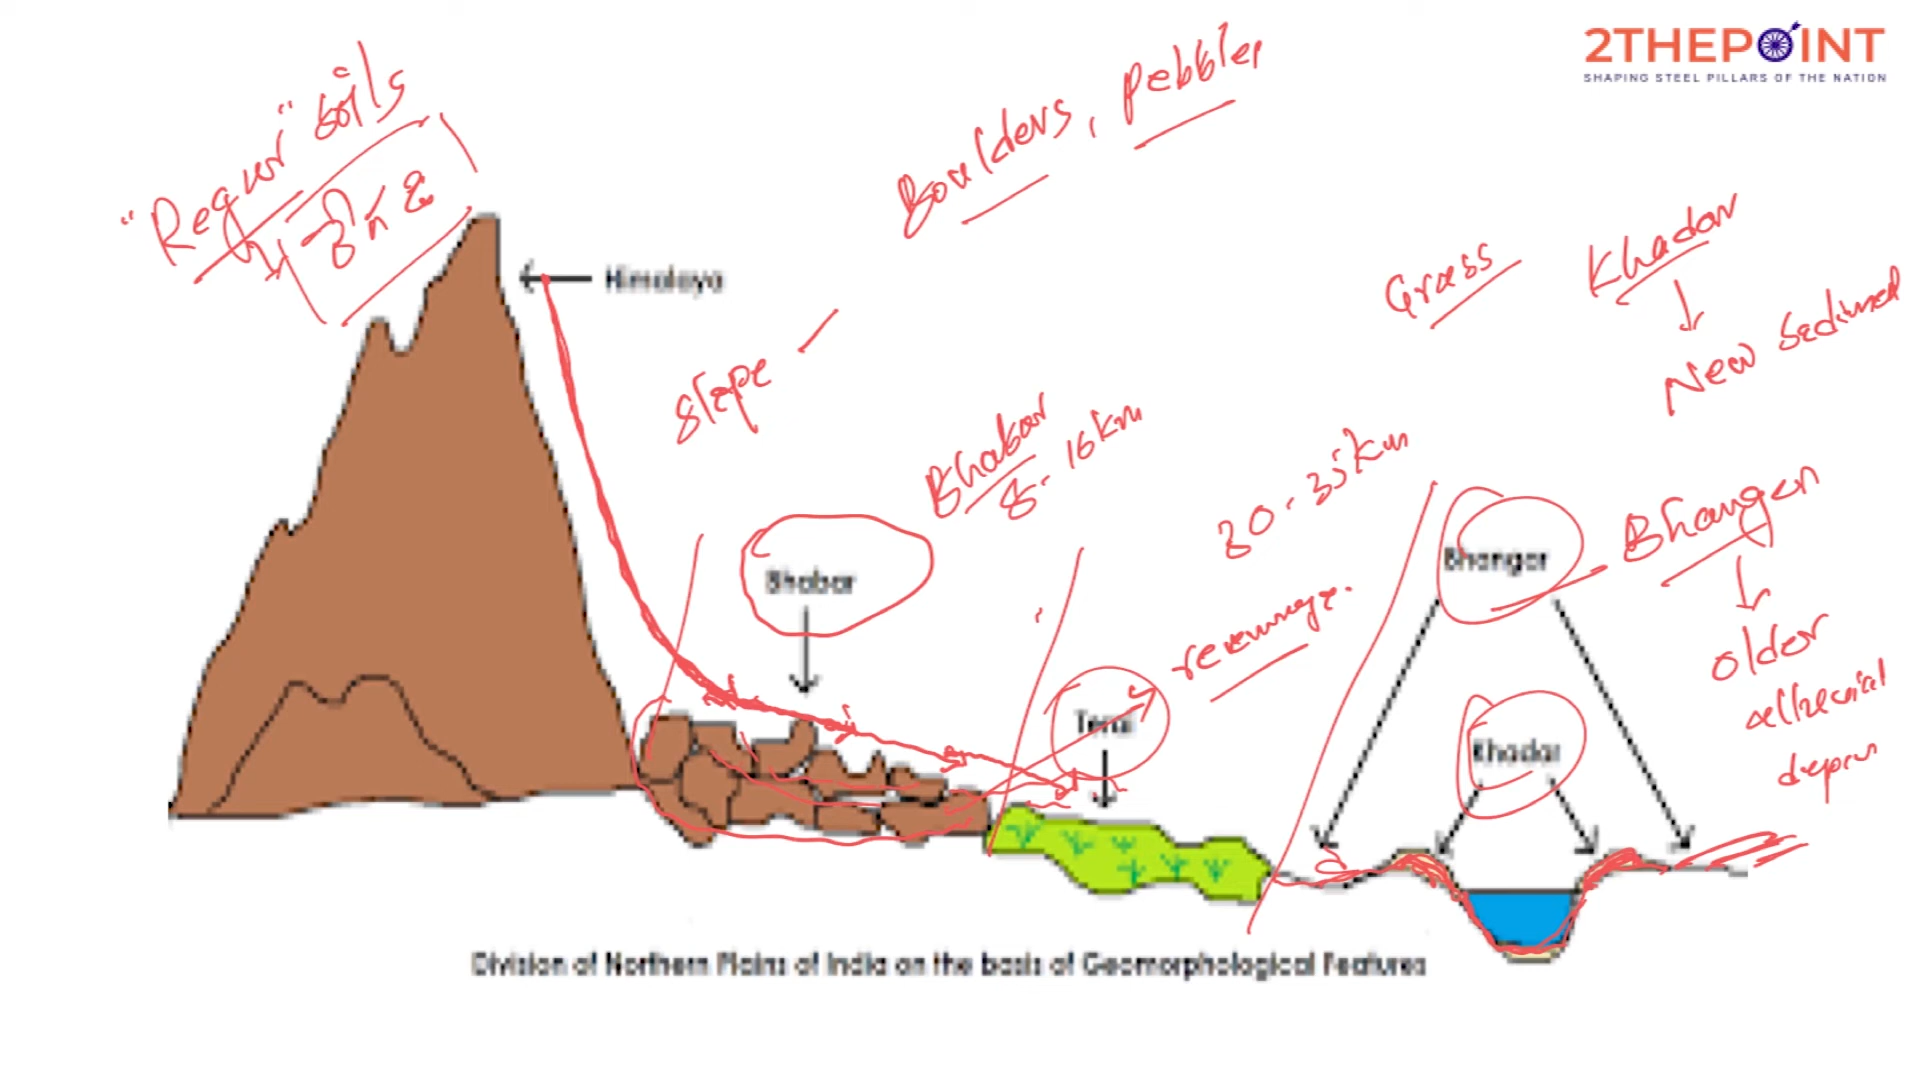 2THEPOINT
SHAPING STEEL PILLARS OF THE NATION
"Regur" soils
Boulders, pebbles
Himalaya
Slope -
Grass
Khadar
New Sediment
Bhabar
8-16km
30-35km
Bhabar
Bhangar
Bhangar
older
alluvial
Terai
Khadar
Division of Northern Plains of India on the basis of Geomorphological Features